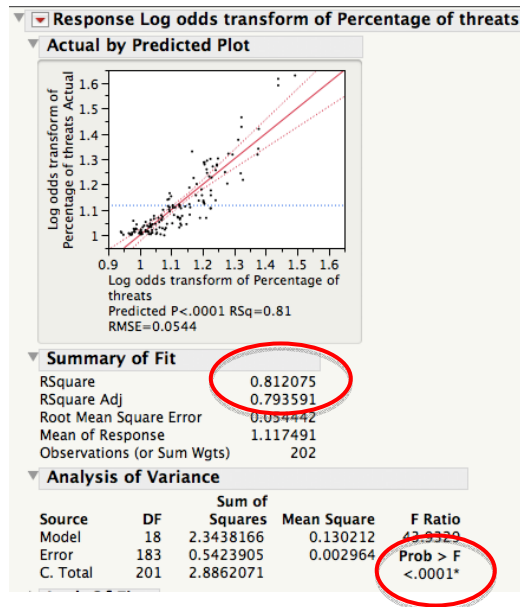 Response Log odds transform of Percentage of threats
Actual by Predicted Plot
Log odds transform of
Percentage of threats Actual
1.6
1.5
1.4
1.3
1.2
1.1
1
0.9 1 1.1 1.2 1.3 1.4 1.5 1.6
Log odds transform of Percentage of
threats
Predicted P<.0001 RSq=0.81
RMSE=0.0544
Summary of Fit
RSquare 0.812075
RSquare Adj 0.793591
Root Mean Square Error 0.054442
Mean of Response 1.117491
Observations (or Sum Wgts) 202
Analysis of Variance
Sum of
Source DF Squares Mean Square F Ratio
Model 18 2.3438166 0.130212 43.9329
Error 183 0.5423905 0.002964 Prob > F
C. Total 201 2.8862071 <.0001*